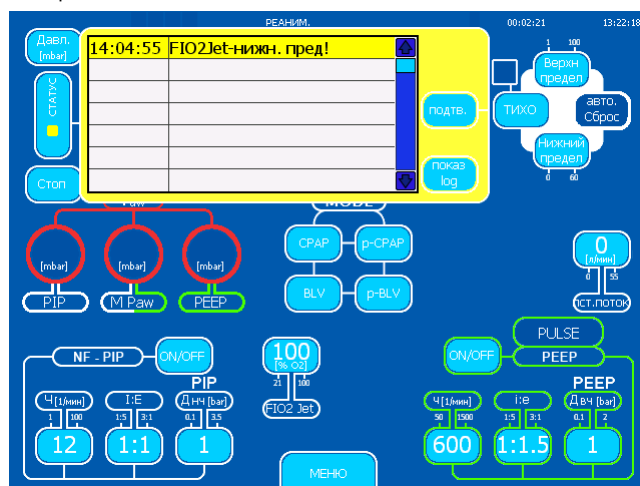 РЕАНИМ. 00:02:21 13:22:18
Давл.
[mbar]
14:04:55 FIO2Jet-нижн. пред!
СТАТУС
Стоп
подтв.
показ
log
1 100
Верхн
предел
ТИХО
авто.
Сброс
Нижний
предел
0 60
MODE
[mbar] [mbar] [mbar]
PIP M Paw PEEP
CPAP p-CPAP
BLV p-BLV
0
[л/мин]
0 55
ПСТ.ПОТОК
NF - PIP ON/OFF
100
[% O2]
21 100
FIO2 Jet
PULSE
ON/OFF PEEP
PIP
Ч[1/мин] I:E Д НЧ [bar]
1 100 1:5 3:1 0.1 3.5
12 1:1 1
PEEP
Ч[1/мин] i:e Д ВЧ [bar]
50 1500 1:5 3:1 0.1 2
600 1:1.5 1
МЕНЮ